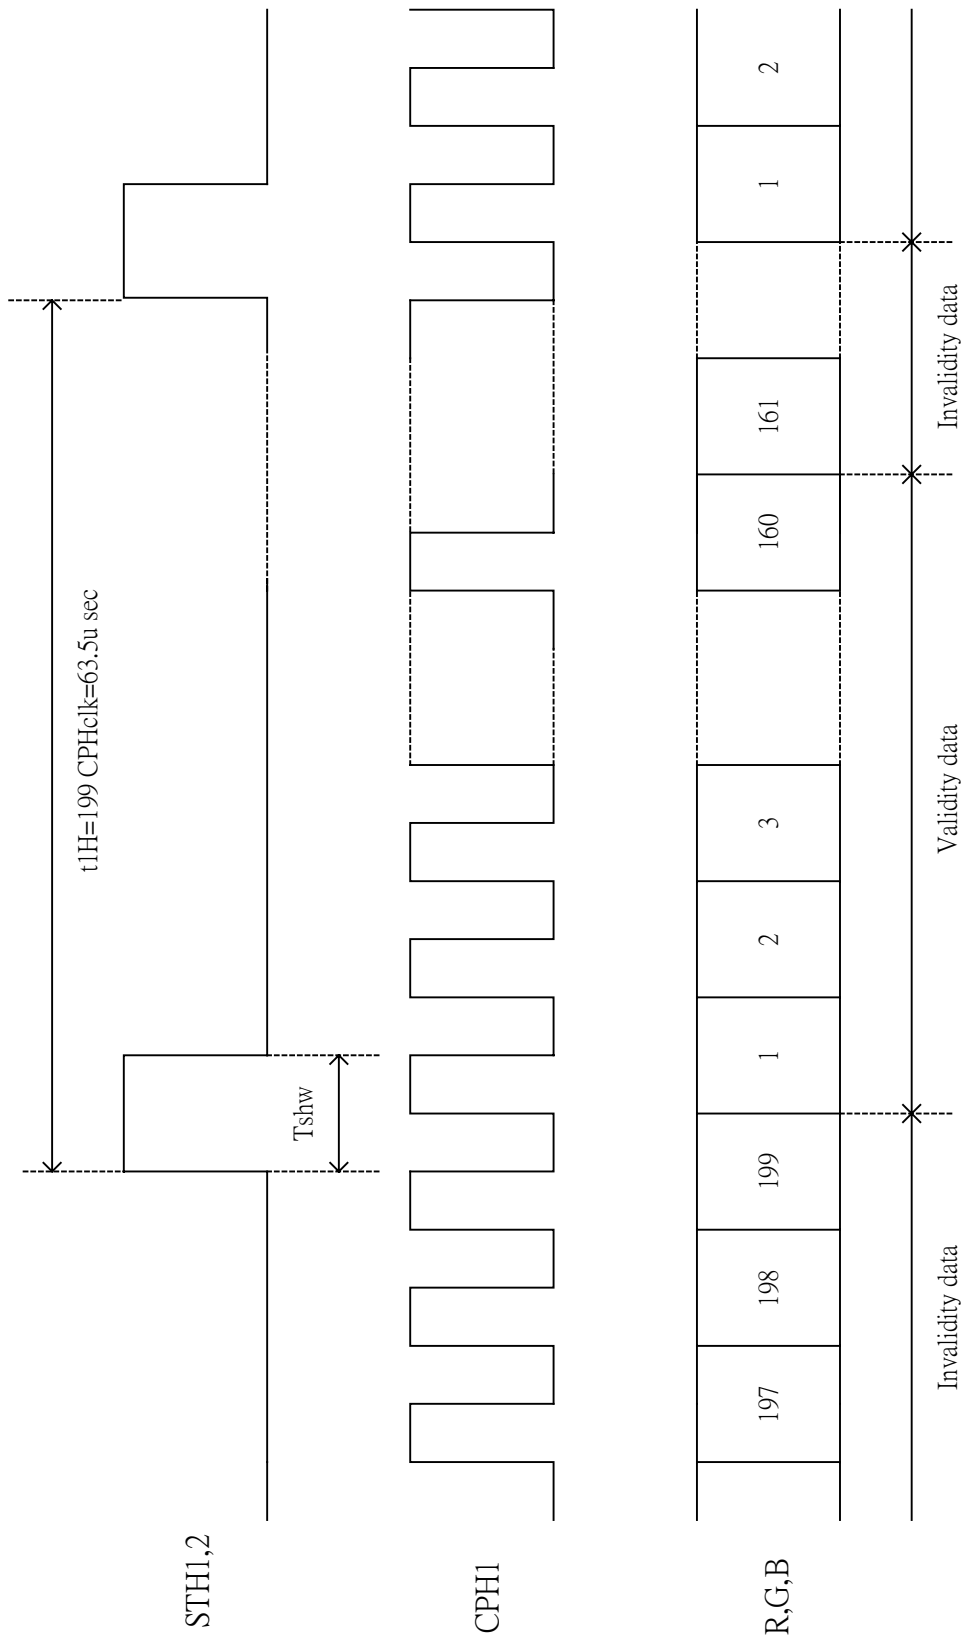 t1H=199 CPHclk=63.5u sec
STH1,2
Tshw
CPH1
R,G,B
197
198
199
1
2
3
160
161
1
2
Invalidity data
Validity data
Invalidity data